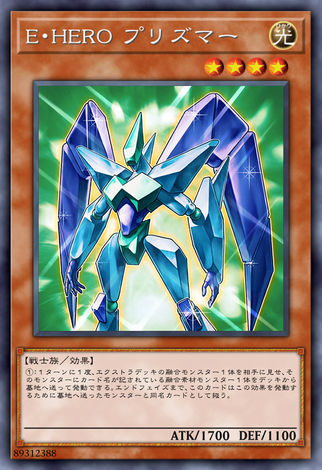 E・HERO プリズマー
光
【戦士族／効果】
①：１ターンに１度、エクストラデッキの融合モンスター１体を相手に見せ、そ
のモンスターにカード名が記されている融合素材モンスター１体をデッキから
墓地へ送って発動できる。エンドフェイズまで、このカードはこの効果を発動す
るために墓地へ送ったモンスターと同名カードとして扱う。
ATK/1700 DEF/1100
89312388